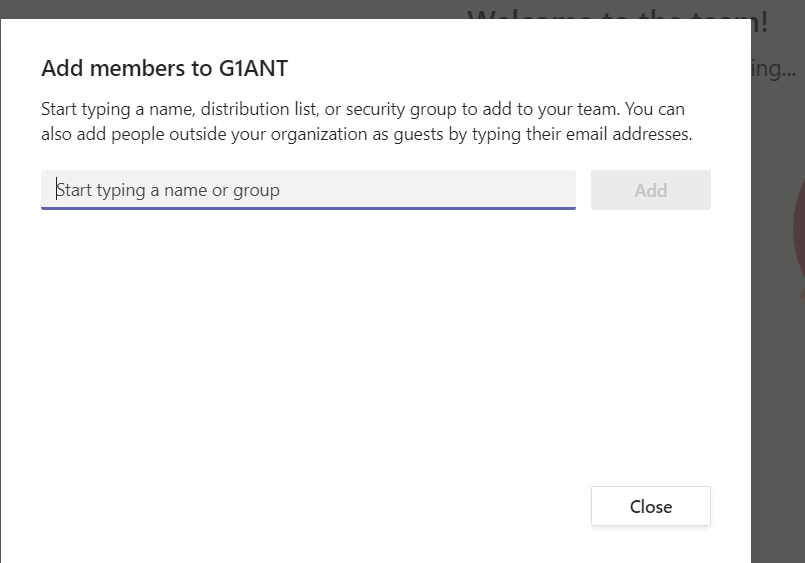 Welcome to the team!
ing...
Add members to G1ANT
Start typing a name, distribution list, or security group to add to your team. You can
also add people outside your organization as guests by typing their email addresses.
Start typing a name or group
Add
Close